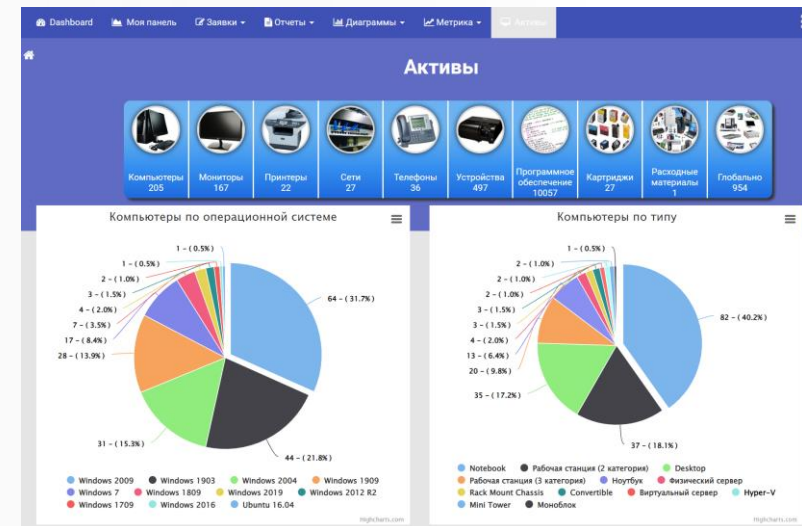 Dashboard Моя панель Заявки Отчеты Диаграммы Метрика Активы
Активы
Компьютеры
205
Мониторы
167
Принтеры
22
Сети
27
Телефоны
36
Устройства
497
Программное
обеспечение
10057
Картриджи
27
Расходные
материалы
1
Глобально
954
Компьютеры по операционной системе
1 – ( 0.5% )
1 – ( 0.5% )
2 – ( 1.0% )
3 – ( 1.5% )
4 – ( 2.0% )
7 – ( 3.5% )
17 – ( 8.4% )
28 – ( 13.9% )
31 – ( 15.3% )
44 – ( 21.8% )
64 – ( 31.7% )
Windows 2009 Windows 1903 Windows 2004 Windows 1909
Windows 7 Windows 1809 Windows 2019 Windows 2012 R2
Windows 1709 Windows 2016 Ubuntu 16.04
Highcharts.com
Компьютеры по типу
1 – ( 0.5% )
2 – ( 1.0% )
2 – ( 1.0% )
2 – ( 1.0% )
3 – ( 1.5% )
3 – ( 1.5% )
4 – ( 2.0% )
13 – ( 6.4% )
20 – ( 9.8% )
35 – ( 17.2% )
37 – ( 18.1% )
82 – ( 40.2% )
Notebook Рабочая станция (2 категория) Desktop
Рабочая станция (3 категория) Ноутбук Физический сервер
Rack Mount Chassis Convertible Виртуальный сервер Hyper-V
Mini Tower Моноблок
Highcharts.com